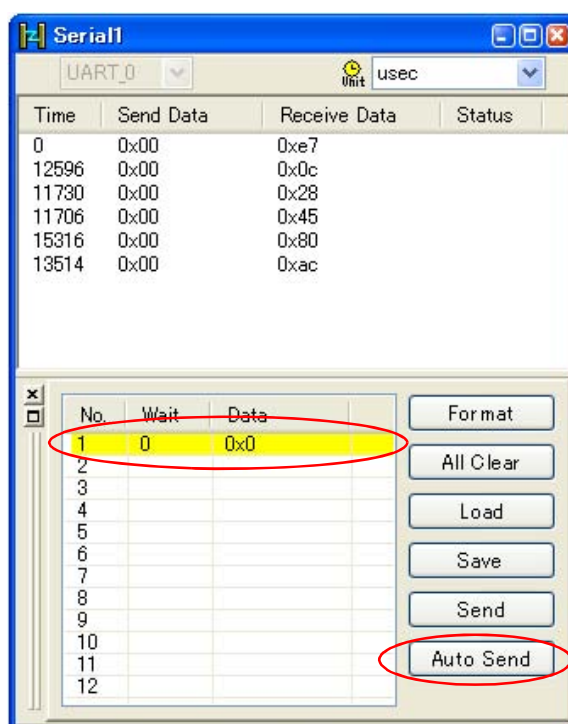 Serial1
UART_0 Unit usec
Time Send Data Receive Data Status
0 0x00 0xe7
12596 0x00 0x0c
11730 0x00 0x28
11706 0x00 0x45
15316 0x00 0x80
13514 0x00 0xac
No. Wait Data
1 0 0x0
2
3
4
5
6
7
8
9
10
11
12
Format
All Clear
Load
Save
Send
Auto Send